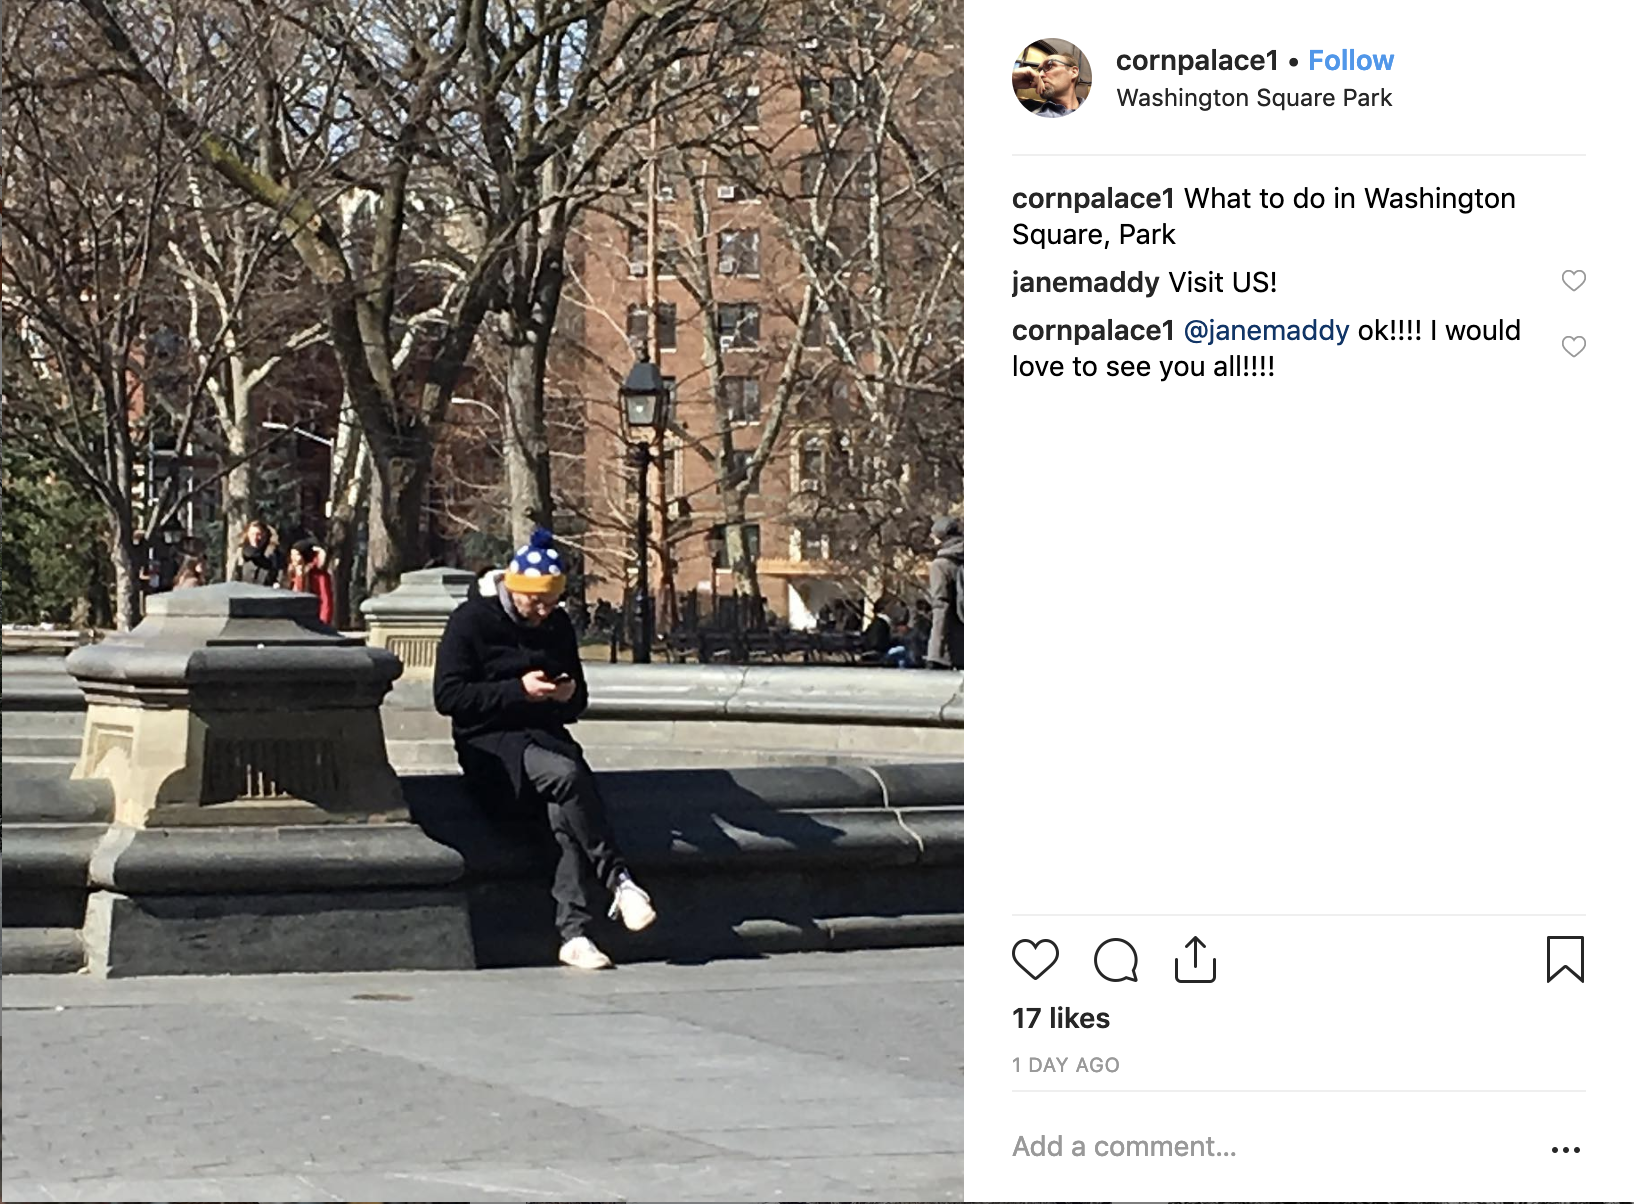 cornpalace1 • Follow
Washington Square Park
cornpalace1 What to do in Washington
Square, Park
janemaddy Visit US!
cornpalace1 @janemaddy ok!!!! I would
love to see you all!!!!
17 likes
1 DAY AGO
Add a comment...